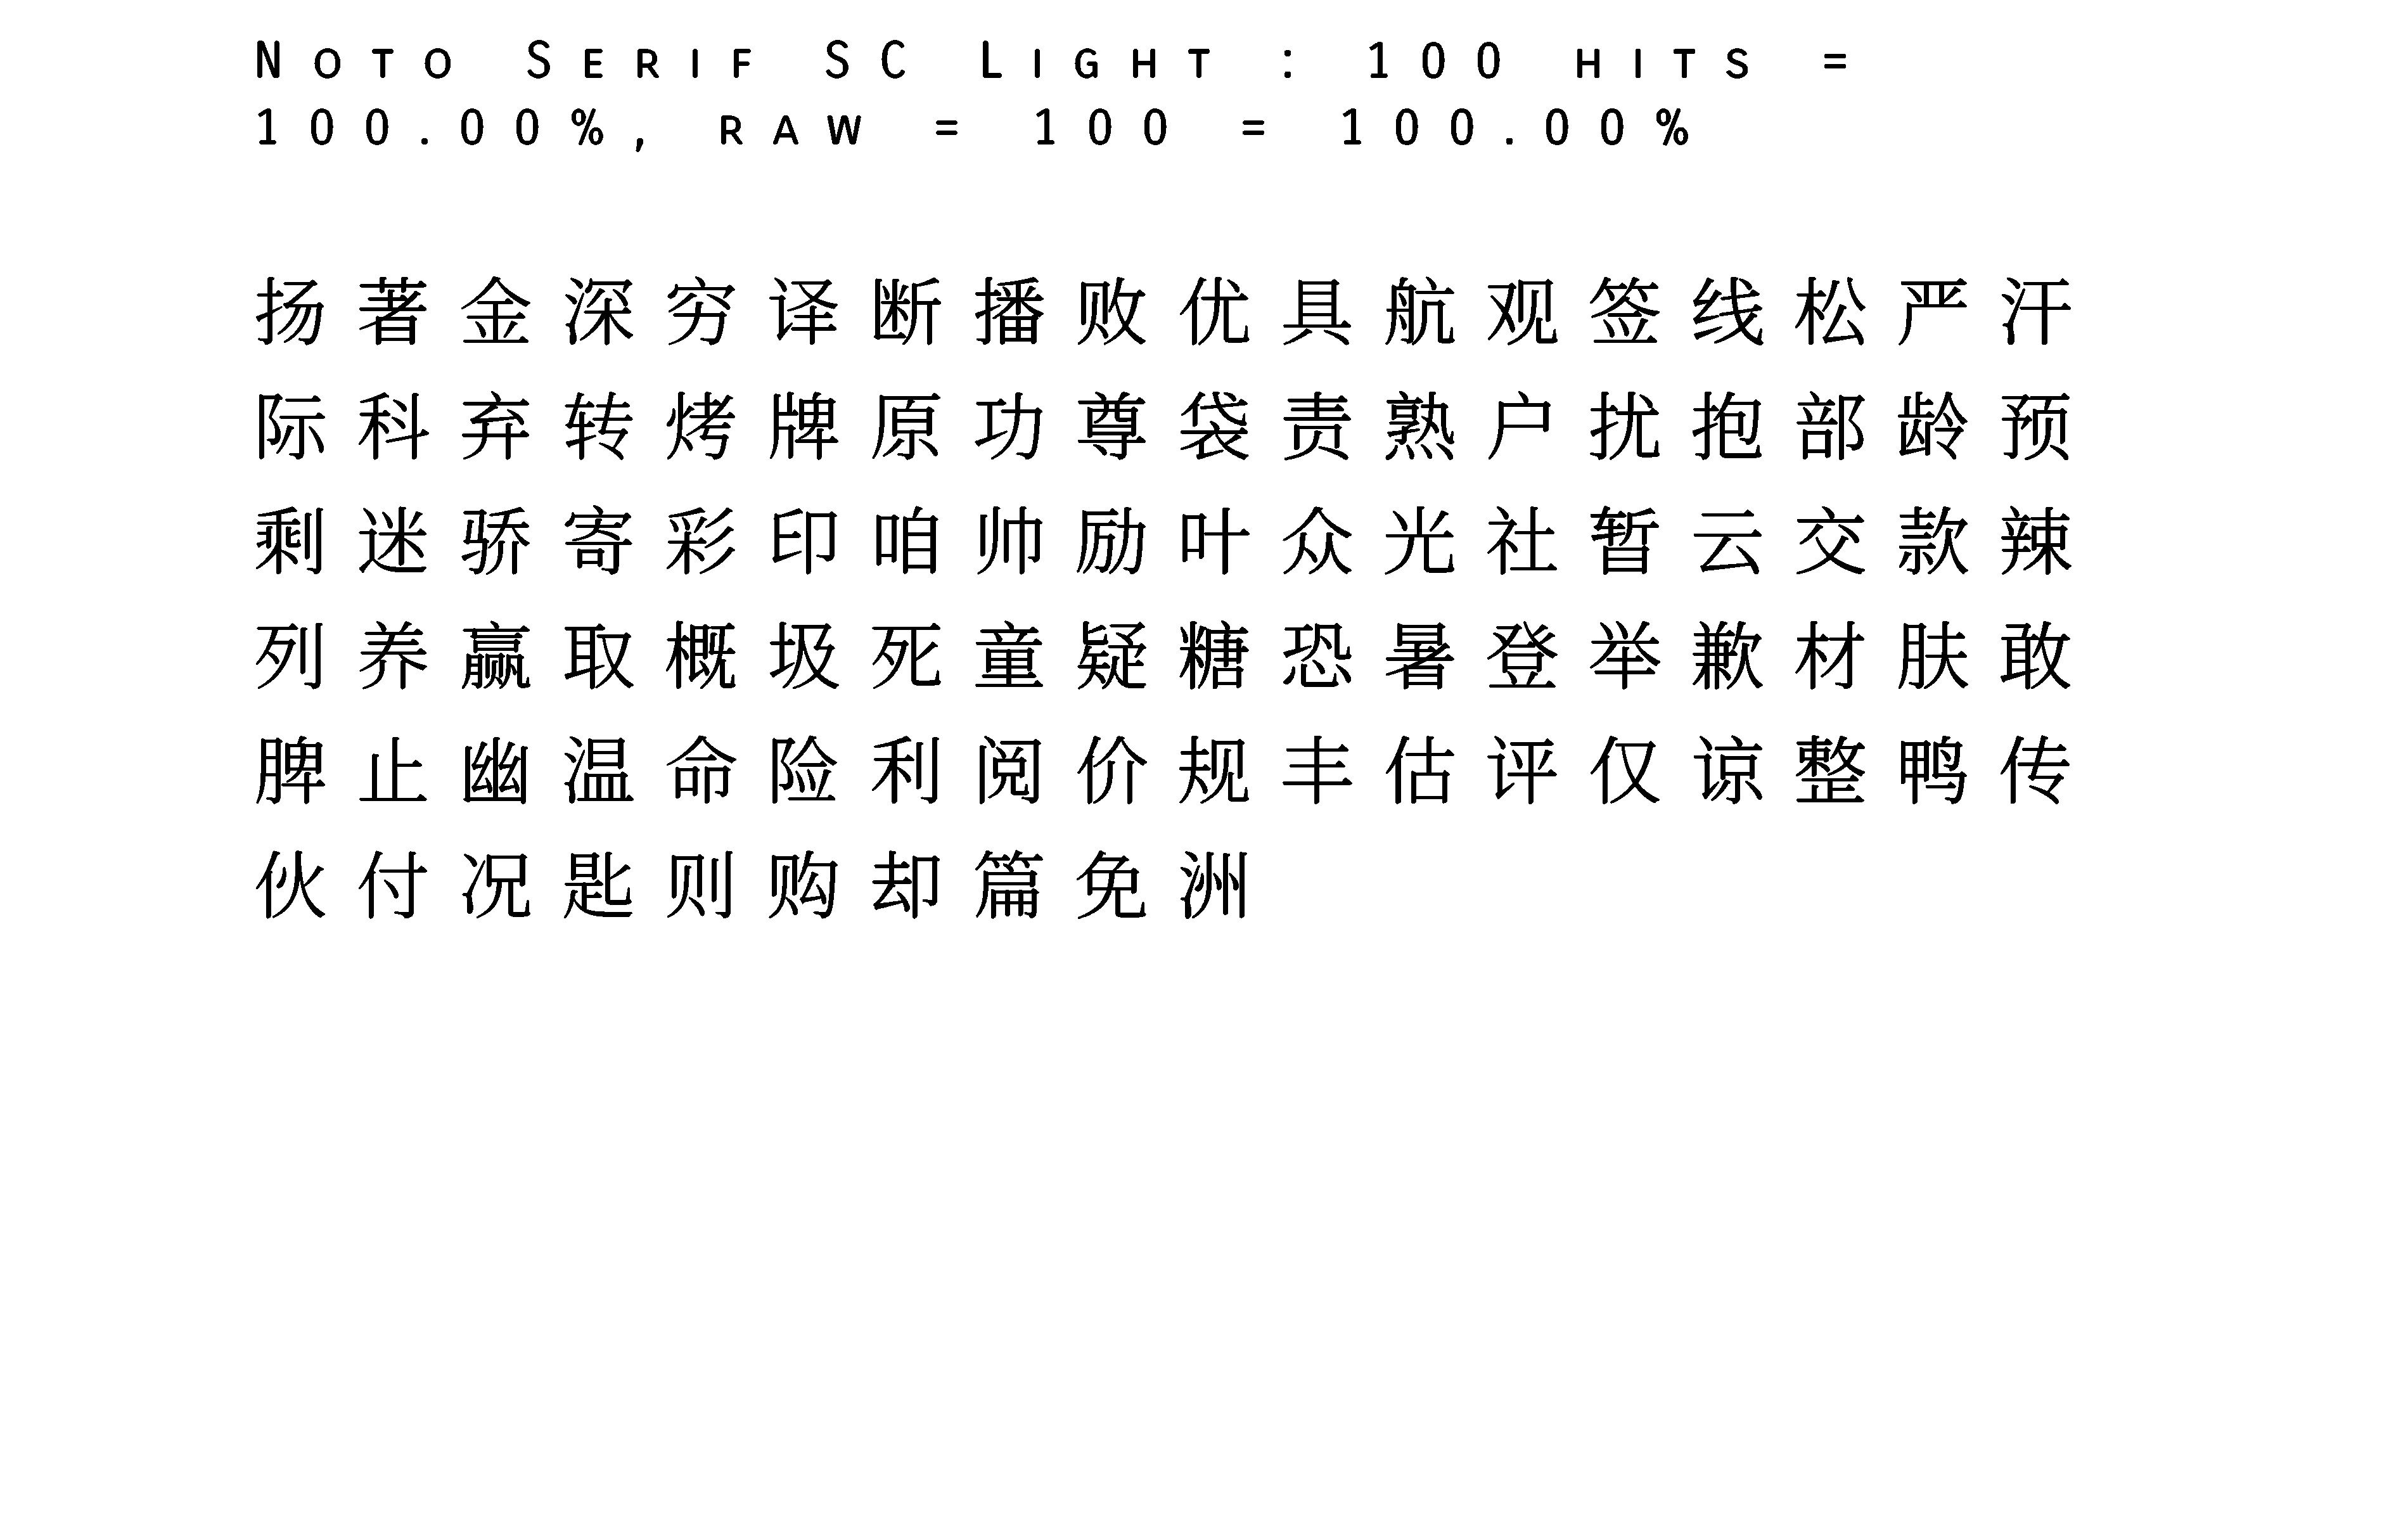 Noto Serif SC Light : 100 hits =
100.00%, raw = 100 = 100.00%
扬著金深穷译断播败优具航观签线松严汗
际科弃转烤牌原功尊袋责熟户扰抱部龄预
剩迷骄寄彩印咱帅励叶众光社暂云交款辣
列养赢取概圾死童疑糖恐暑登举歉材肤敢
脾止幽温命险利阅价规丰估评仅谅整鸭传
伙付况匙则购却篇免洲